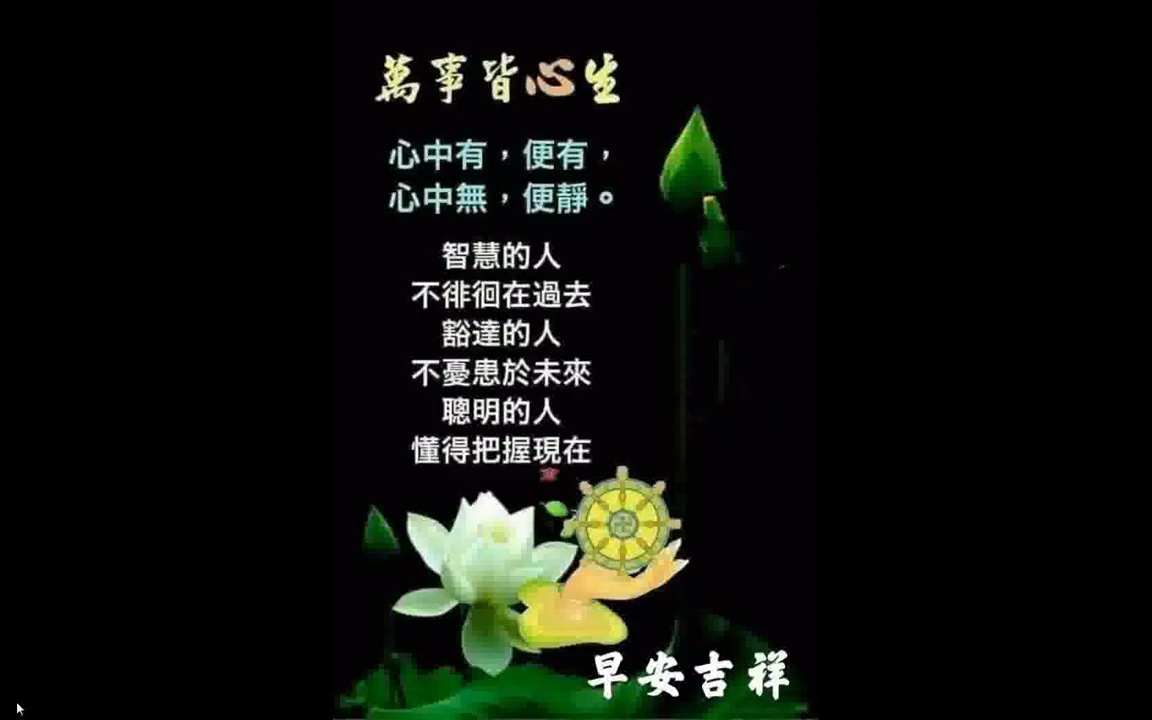 萬事皆心生
心中有，便有，
心中無，便靜。
智慧的人
不徘徊在過去
豁達的人
不憂患於未來
聰明的人
懂得把握現在
早安吉祥